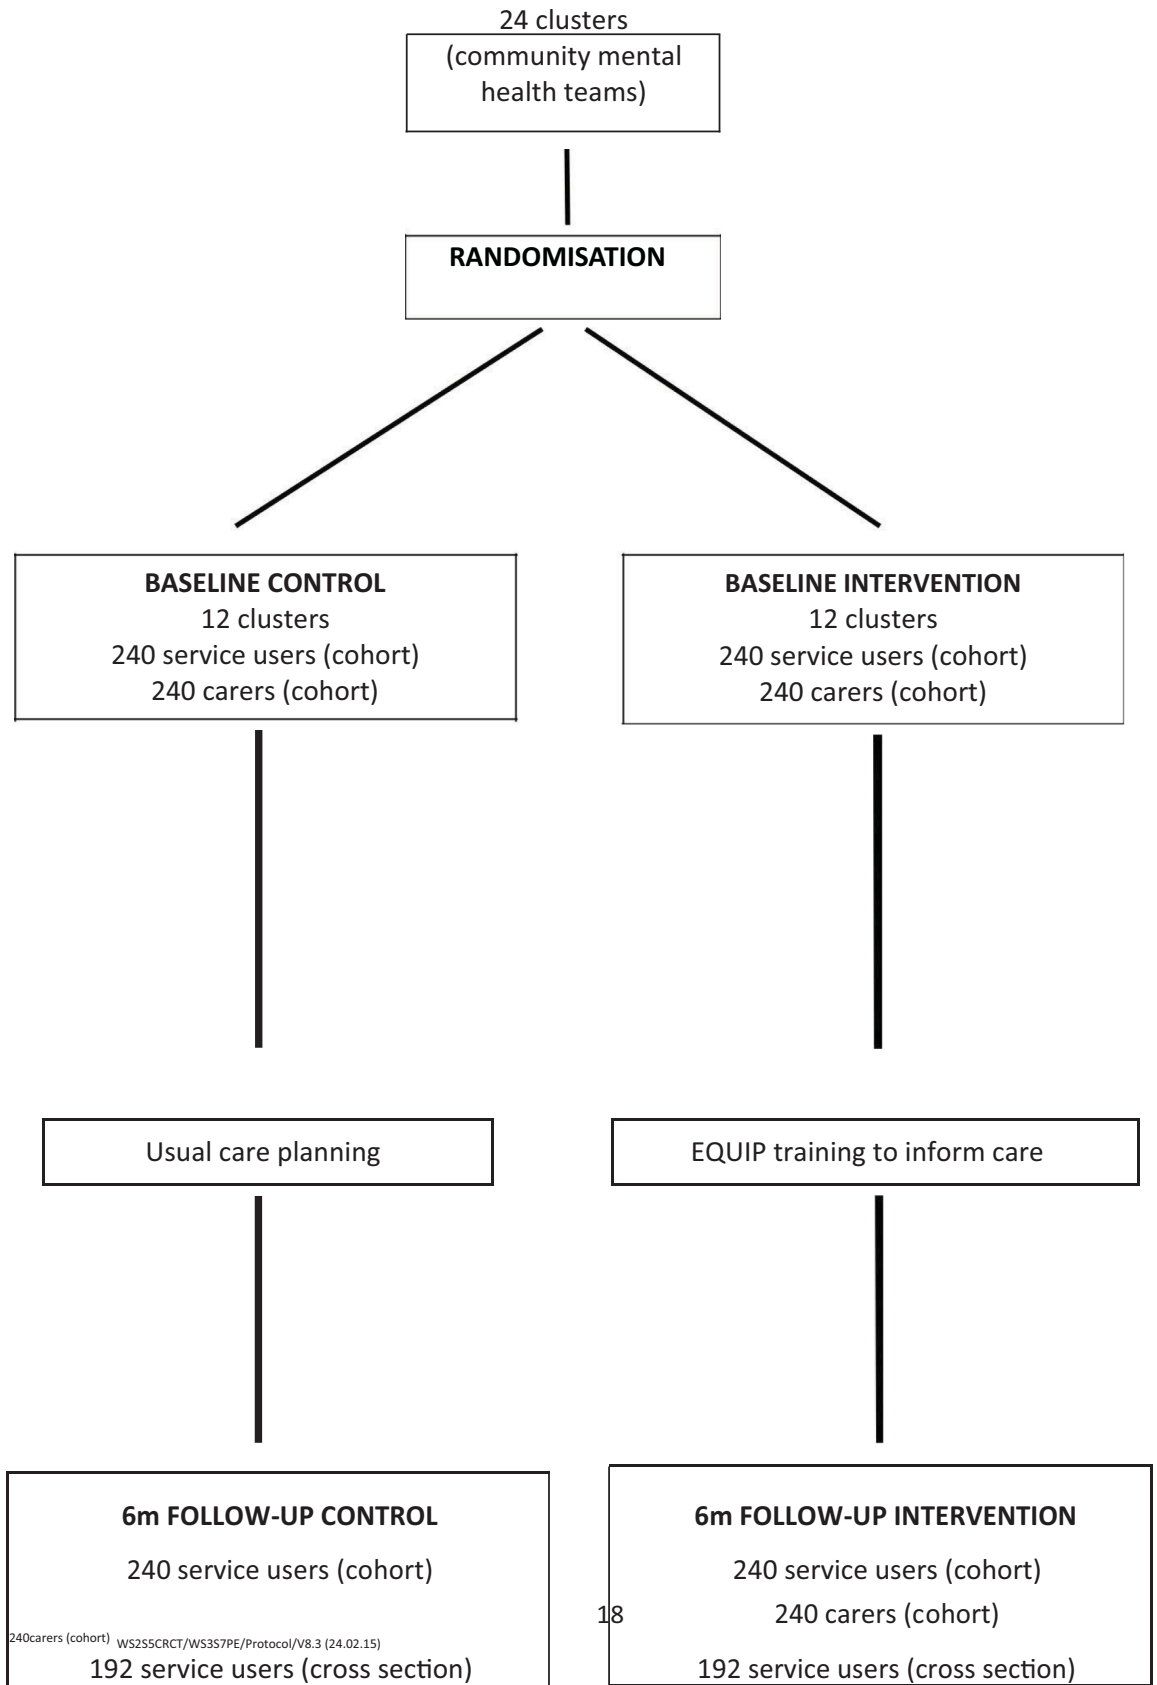 24 clusters
(community mental
health teams)
RANDOMISATION
BASELINE CONTROL
12 clusters
240 service users (cohort)
240 carers (cohort)
BASELINE INTERVENTION
12 clusters
240 service users (cohort)
240 carers (cohort)
Usual care planning
EQUIP training to inform care
6m FOLLOW-UP CONTROL
240 service users (cohort)
240carers (cohort)
WS2S5CRCT/WS3S7PE/Protocol/V8.3 (24.02.15)
192 service users (cross section)
6m FOLLOW-UP INTERVENTION
240 service users (cohort)
18
240 carers (cohort)
192 service users (cross section)